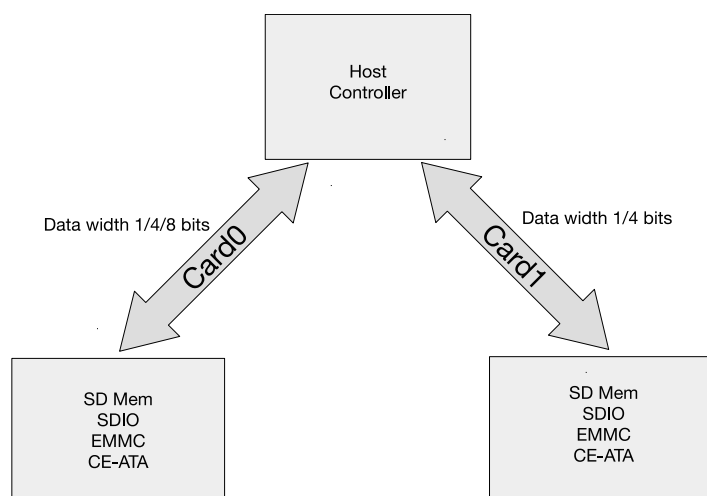 Host
Controller
Data width 1/4/8 bits
Card0
Card1
Data width 1/4 bits
SD Mem
SDIO
EMMC
CE-ATA
SD Mem
SDIO
EMMC
CE-ATA